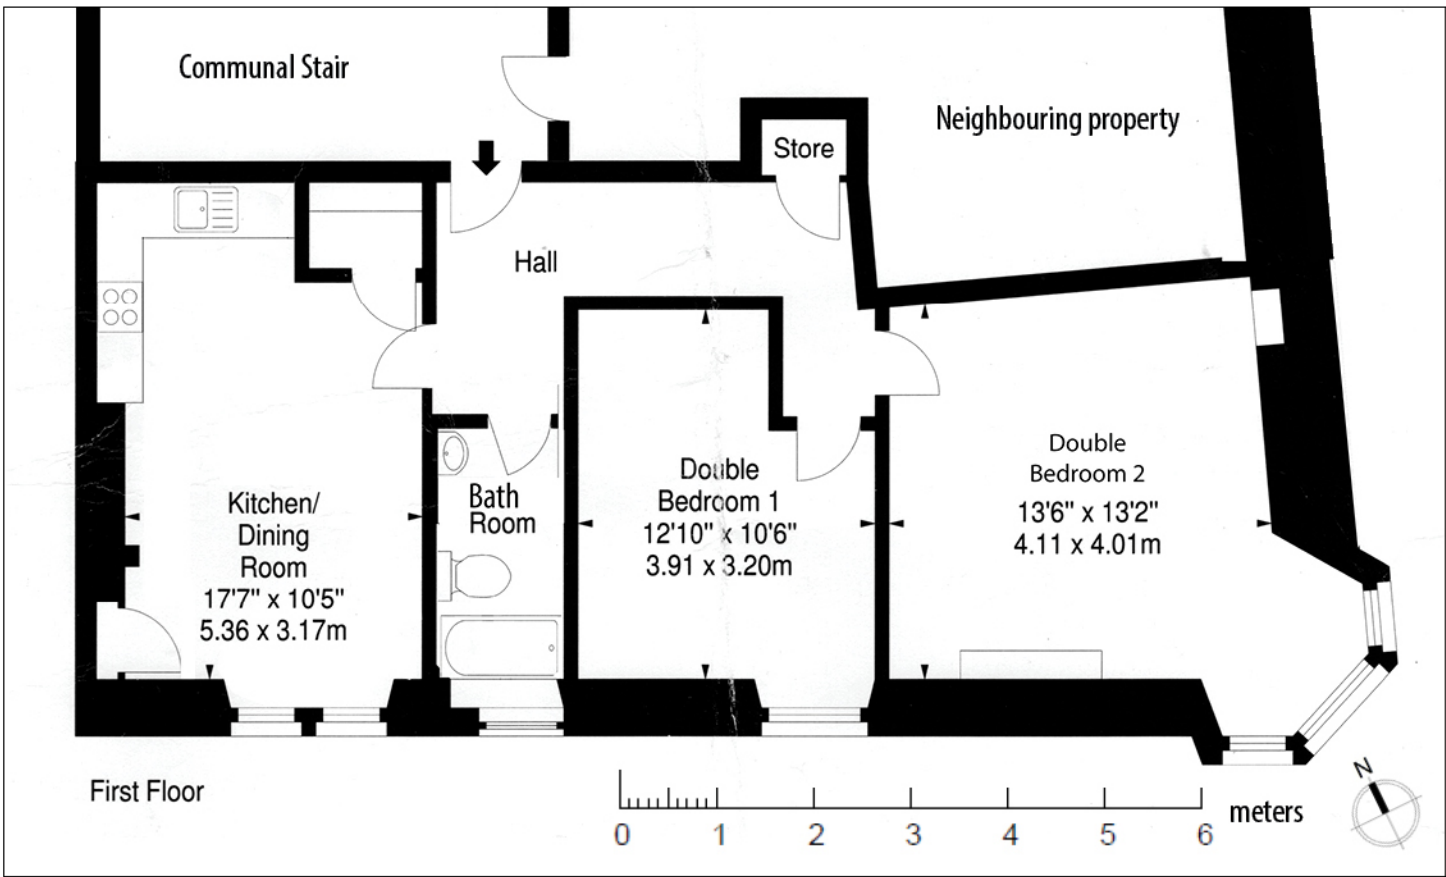 Communal Stair
Neighbouring property
Store
Hall
Kitchen/
Dining
Room
17'7" x 10'5"
5.36 x 3.17m
Bath
Room
Double
Bedroom 1
12'10" x 10'6"
3.91 x 3.20m
Double
Bedroom 2
13'6" x 13'2"
4.11 x 4.01m
First Floor
0 1 2 3 4 5 6 meters
N